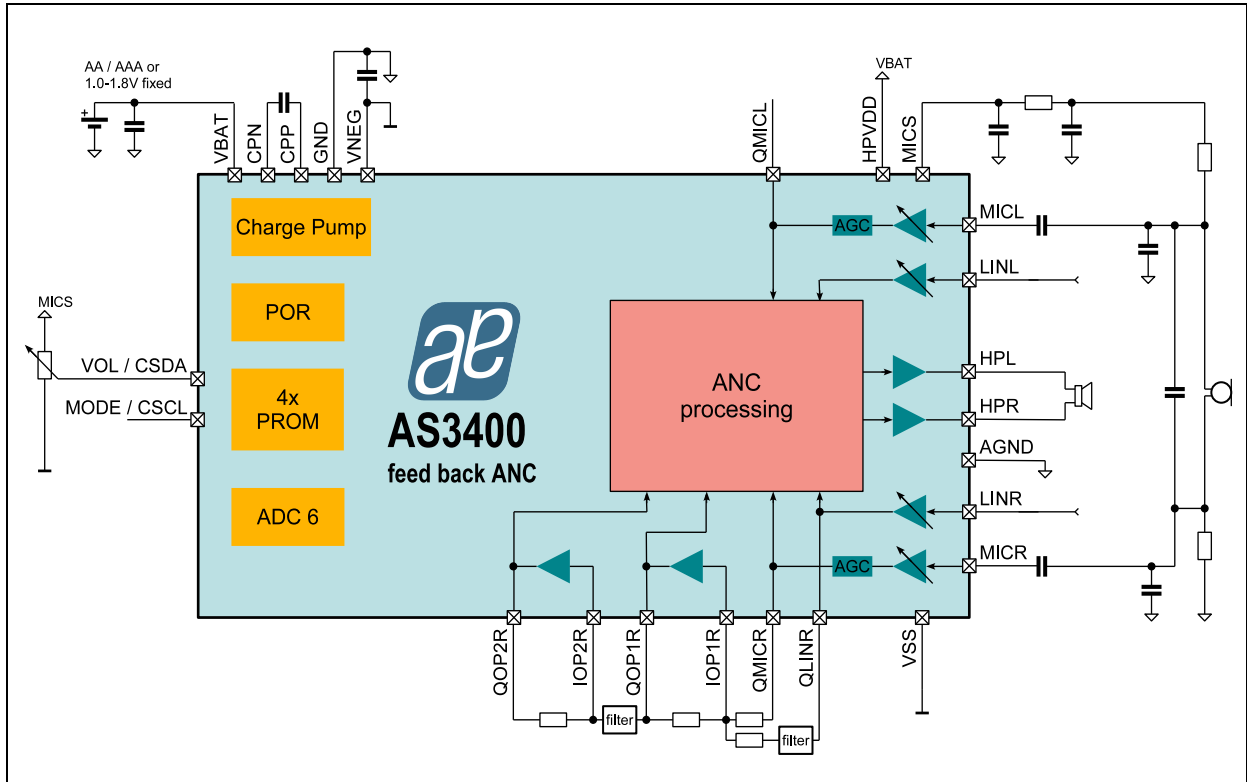 AA / AAA or
1.0-1.8V fixed
VBAT
VBAT
CPN
CPP
GND
VNEG
QMICL
HPVDD
MICS
Charge Pump
AGC
MICL
LINL
MICS
POR
VOL / CSDA
4x
PROM
MODE / CSCL
AS3400
feed back ANC
ANC
processing
HPL
HPR
AGND
ADC 6
LINR
AGC
MICR
QOP2R
IOP2R
QOP1R
IOP1R
QMICR
QLINR
VSS
filter
filter